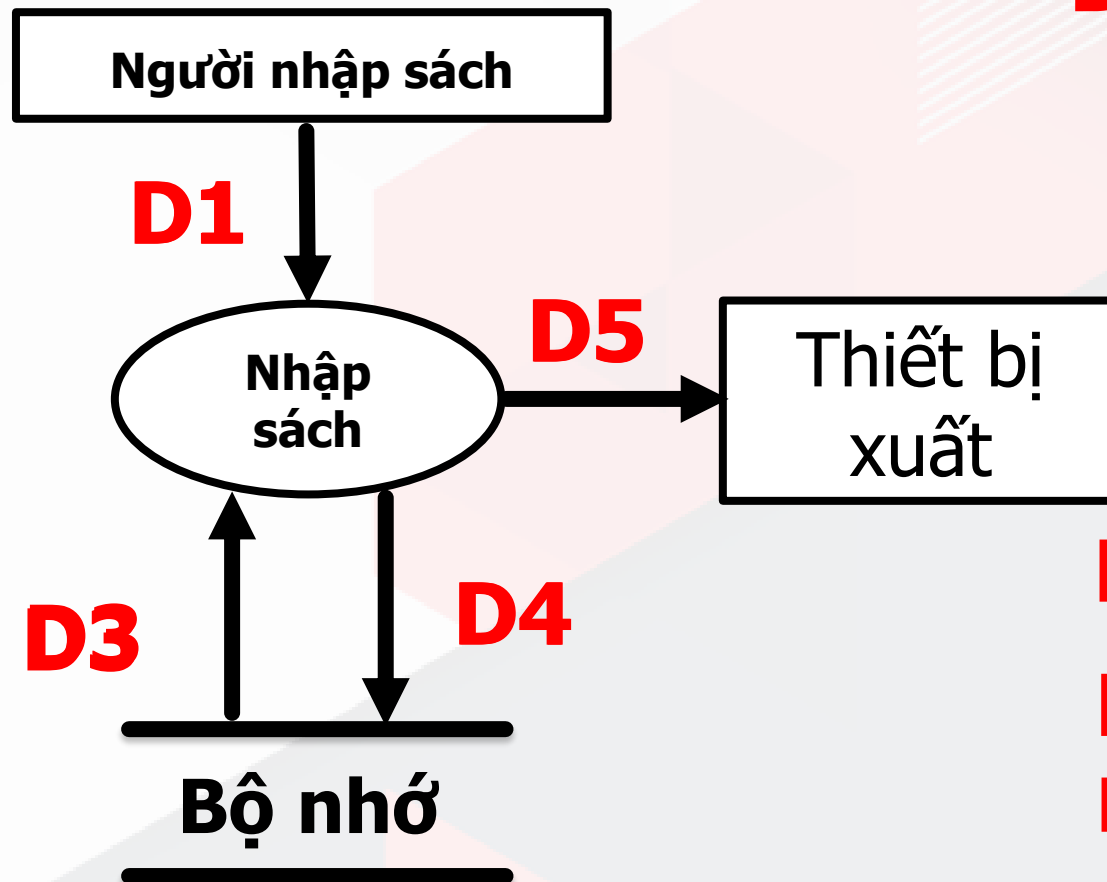 Người nhập sách
D1
D5
Nhập
sách
Thiết bị
xuất
D3
D4
Bộ nhớ